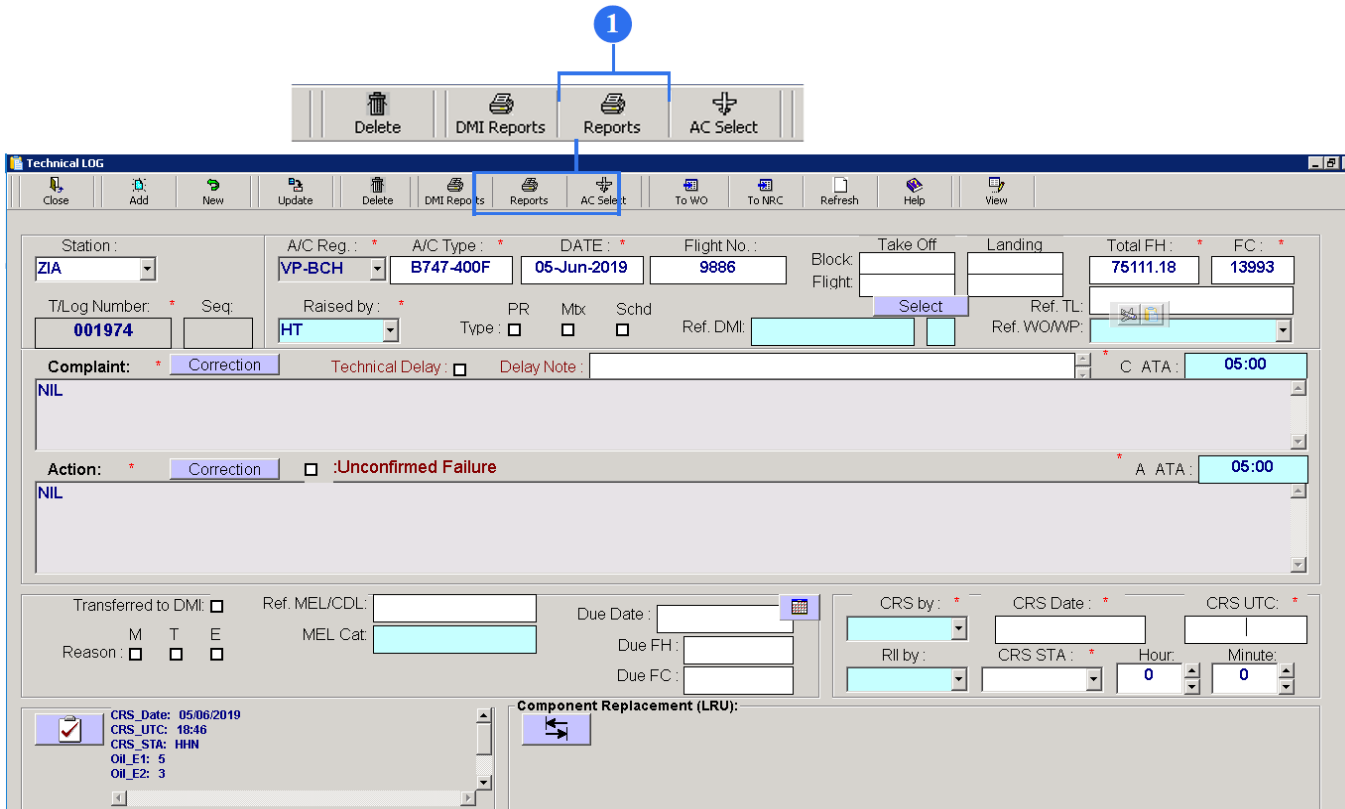 1
Delete DMI Reports Reports AC Select
Technical LOG
Close Add New Update Delete DMI Reports Reports AC Select To WO To NRC Refresh Help View
Station : A/C Reg. : * A/C Type : * DATE : * Flight No. : Take Off Landing Total FH : * FC : *
ZIA VP-BCH B747-400F 05-Jun-2019 9886 Block: 75111.18 13993
Flight:
T/Log Number: * Seq: Raised by : * PR Mtx Schd Select Ref. TL:
001974 HT Type : Ref. DMI: Ref. WO/WP:
Complaint: * Correction Technical Delay : Delay Note : * C ATA : 05:00
NIL
Action: * Correction :Unconfirmed Failure * A ATA : 05:00
NIL
Transferred to DMI: Ref. MEL/CDL: Due Date : CRS by : * CRS Date : * CRS UTC: *
M T E MEL Cat: Due FH :
Reason : Due FC : RII by : CRS STA : * Hour: Minute:
0 0
CRS_Date: 05/06/2019 Component Replacement (LRU):
CRS_UTC: 18:46
CRS_STA: HHN
Oil_E1: 5
Oil_E2: 3